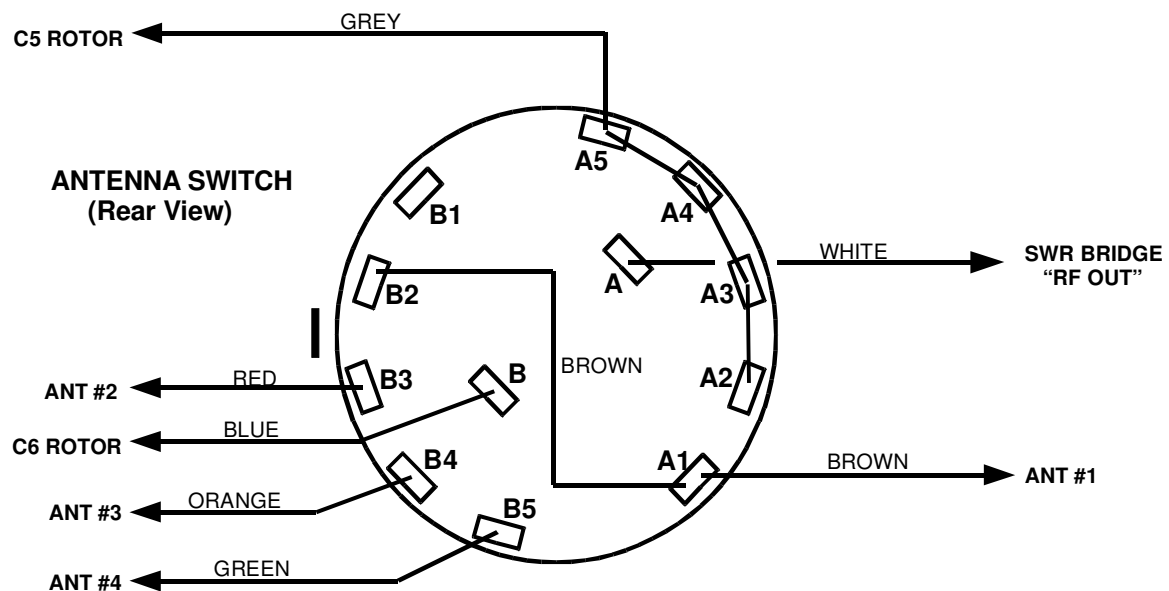 GREY
C5 ROTOR
A5
ANTENNA SWITCH
(Rear View)
B1
A4
WHITE
SWR BRIDGE
“RF OUT”
A
B2
A3
BROWN
ANT #2
RED
B3
B
A2
C6 ROTOR
BLUE
B4
A1
BROWN
ANT #1
ANT #3
ORANGE
B5
ANT #4
GREEN